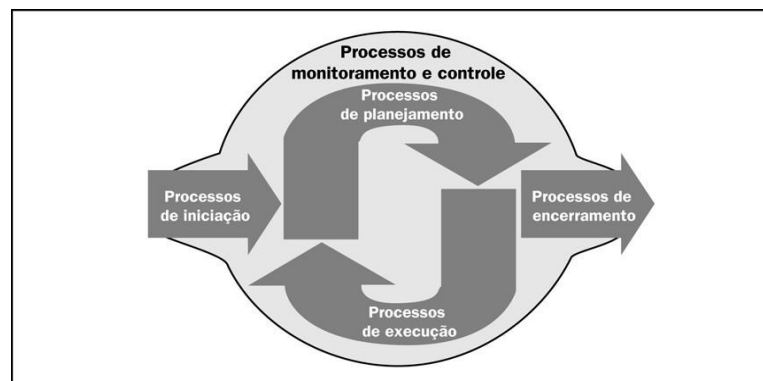 Processos de
monitoramento e controle
Processos
de planejamento
Processos
de iniciação
Processos de
encerramento
Processos
de execução